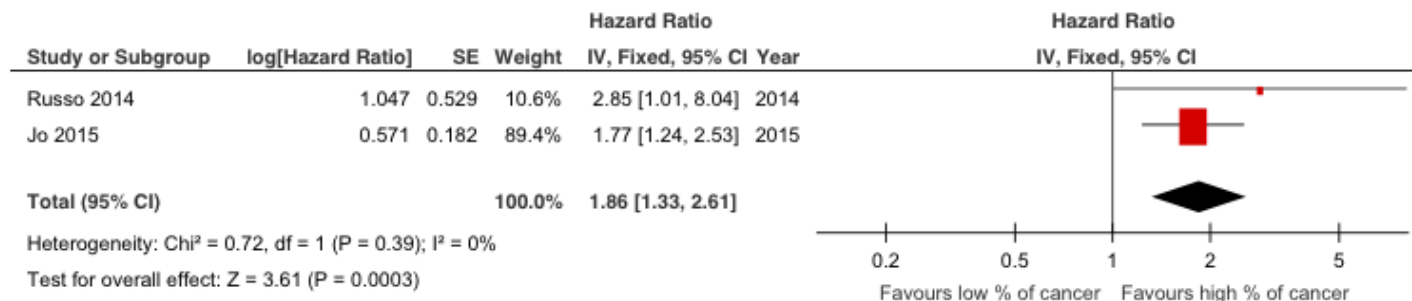 Hazard Ratio Hazard Ratio
Study or Subgroup log[Hazard Ratio] SE Weight IV, Fixed, 95% CI Year IV, Fixed, 95% CI
Russo 2014 1.047 0.529 10.6% 2.85 [1.01, 8.04] 2014
Jo 2015 0.571 0.182 89.4% 1.77 [1.24, 2.53] 2015
Total (95% CI) 100.0% 1.86 [1.33, 2.61]
Heterogeneity: Chi² = 0.72, df = 1 (P = 0.39); I² = 0%
Test for overall effect: Z = 3.61 (P = 0.0003)
0.2 0.5 1 2 5
Favours low % of cancer Favours high % of cancer